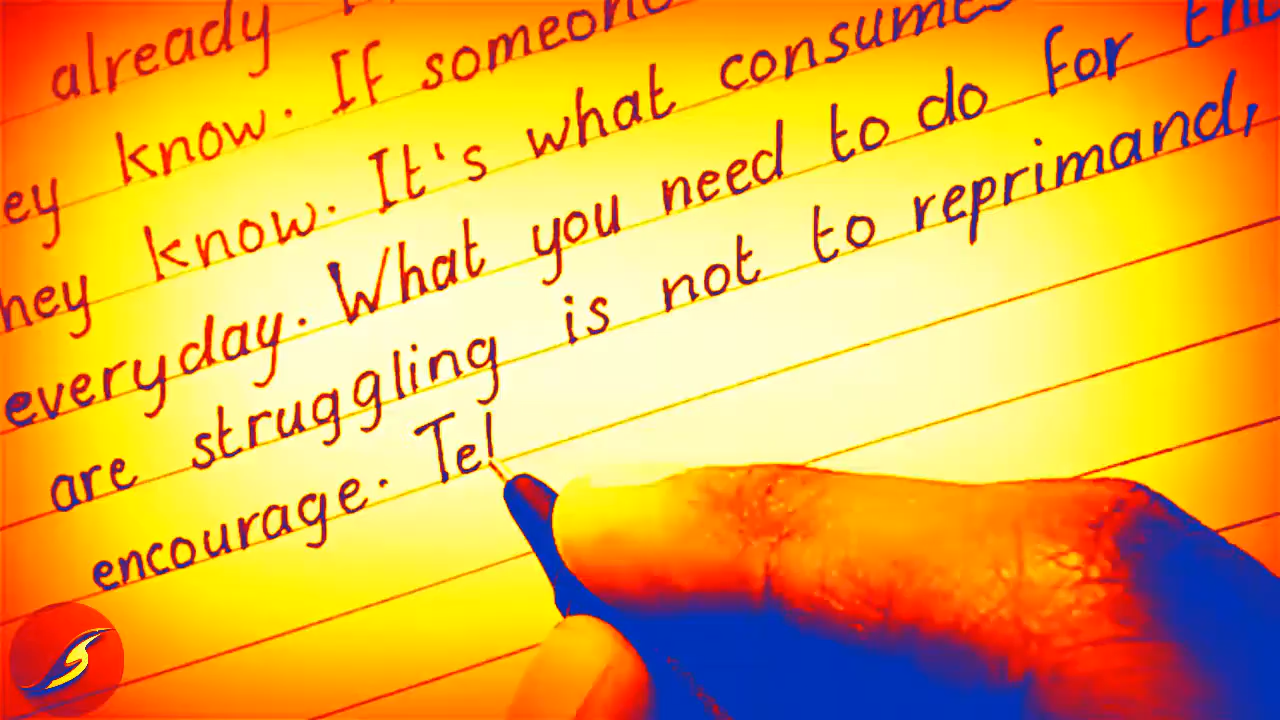 already
ey know. If someone
hey know. It's what consumes
everyday. What you need to do for
are struggling is not to reprimand,
encourage. Tel